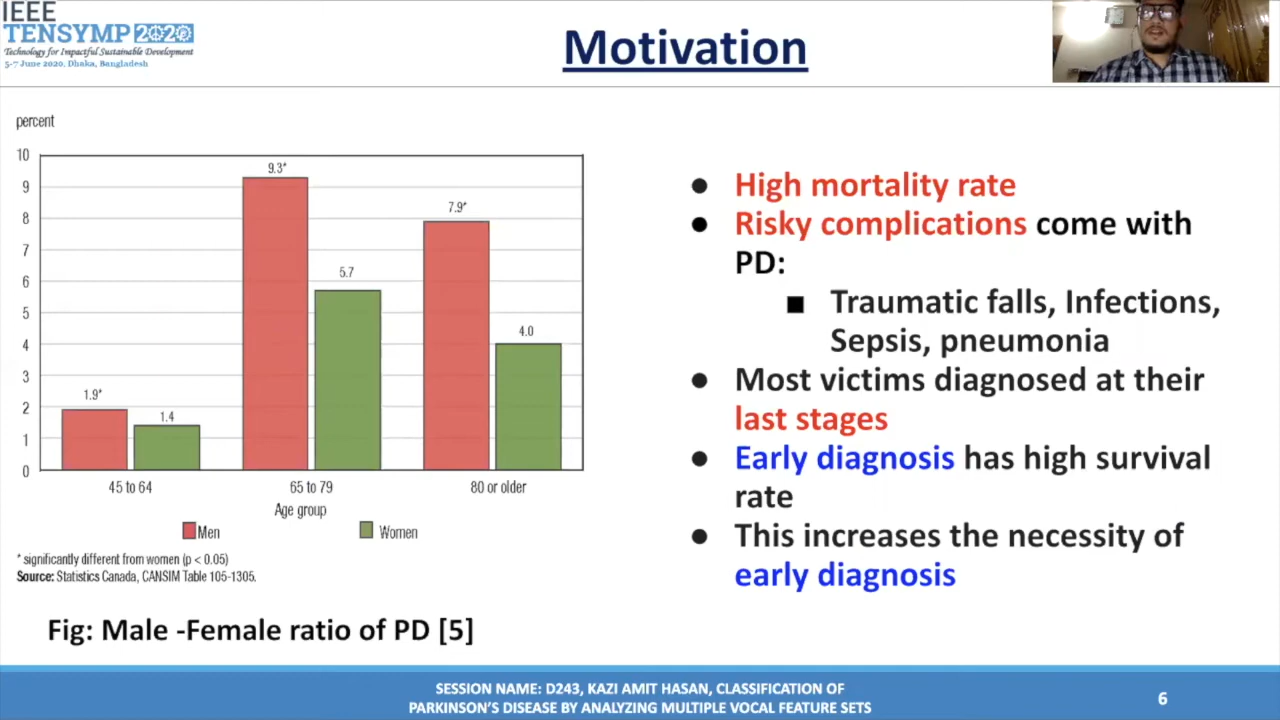 IEEE
TENSYMP 2020
Technology for Impactful Sustainable Development
5-7 June 2020, Dhaka, Bangladesh
Motivation
percent
10
9
8
7
6
5
4
3
2
1
0
1.9*
1.4
9.3*
5.7
7.9*
4.0
45 to 64
65 to 79
80 or older
Age group
Men
Women
* significantly different from women (p < 0.05)
Source: Statistics Canada, CANSIM Table 105-1305.
Fig: Male -Female ratio of PD [5]
● High mortality rate
● Risky complications come with
PD:
■ Traumatic falls, Infections,
Sepsis, pneumonia
● Most victims diagnosed at their
last stages
● Early diagnosis has high survival
rate
● This increases the necessity of
early diagnosis
SESSION NAME: D243, KAZI AMIT HASAN, CLASSIFICATION OF
PARKINSON'S DISEASE BY ANALYZING MULTIPLE VOCAL FEATURE SETS
6